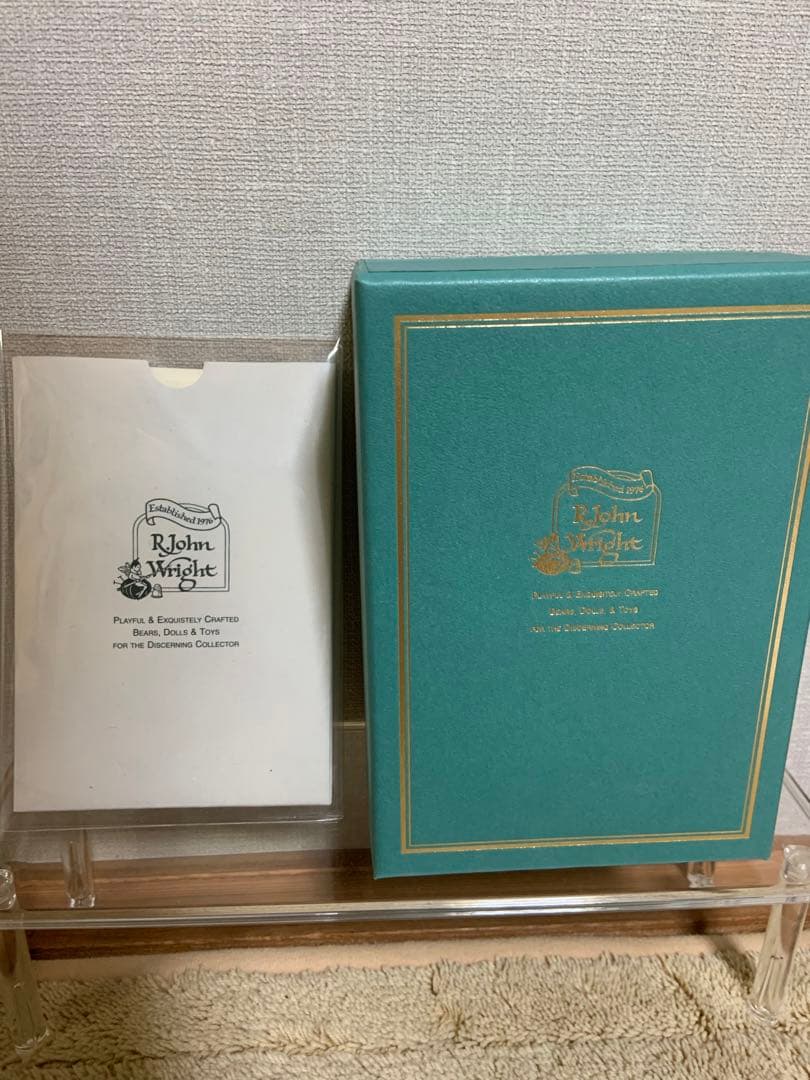 Established 1976
R. John
Wright
PLAYFUL & EXQUISITELY CRAFTED
BEARS, DOLLS & TOYS
FOR THE DISCERNING COLLECTOR
Established 1976
R. John
Wright
PLAYFUL & EXQUISITELY CRAFTED
BEARS, DOLLS, & TOYS
FOR THE DISCERNING COLLECTOR